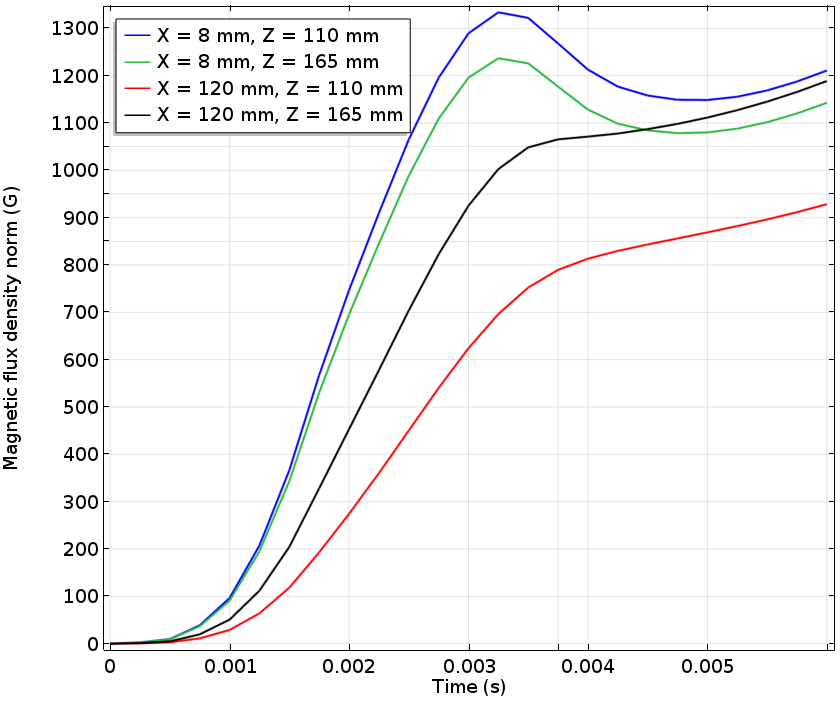 X = 8 mm, Z = 110 mm
X = 8 mm, Z = 165 mm
X = 120 mm, Z = 110 mm
X = 120 mm, Z = 165 mm
Magnetic flux density norm (G)
1300
1200
1100
1000
900
800
700
600
500
400
300
200
100
0
0 0.001 0.002 0.003 0.004 0.005
Time (s)